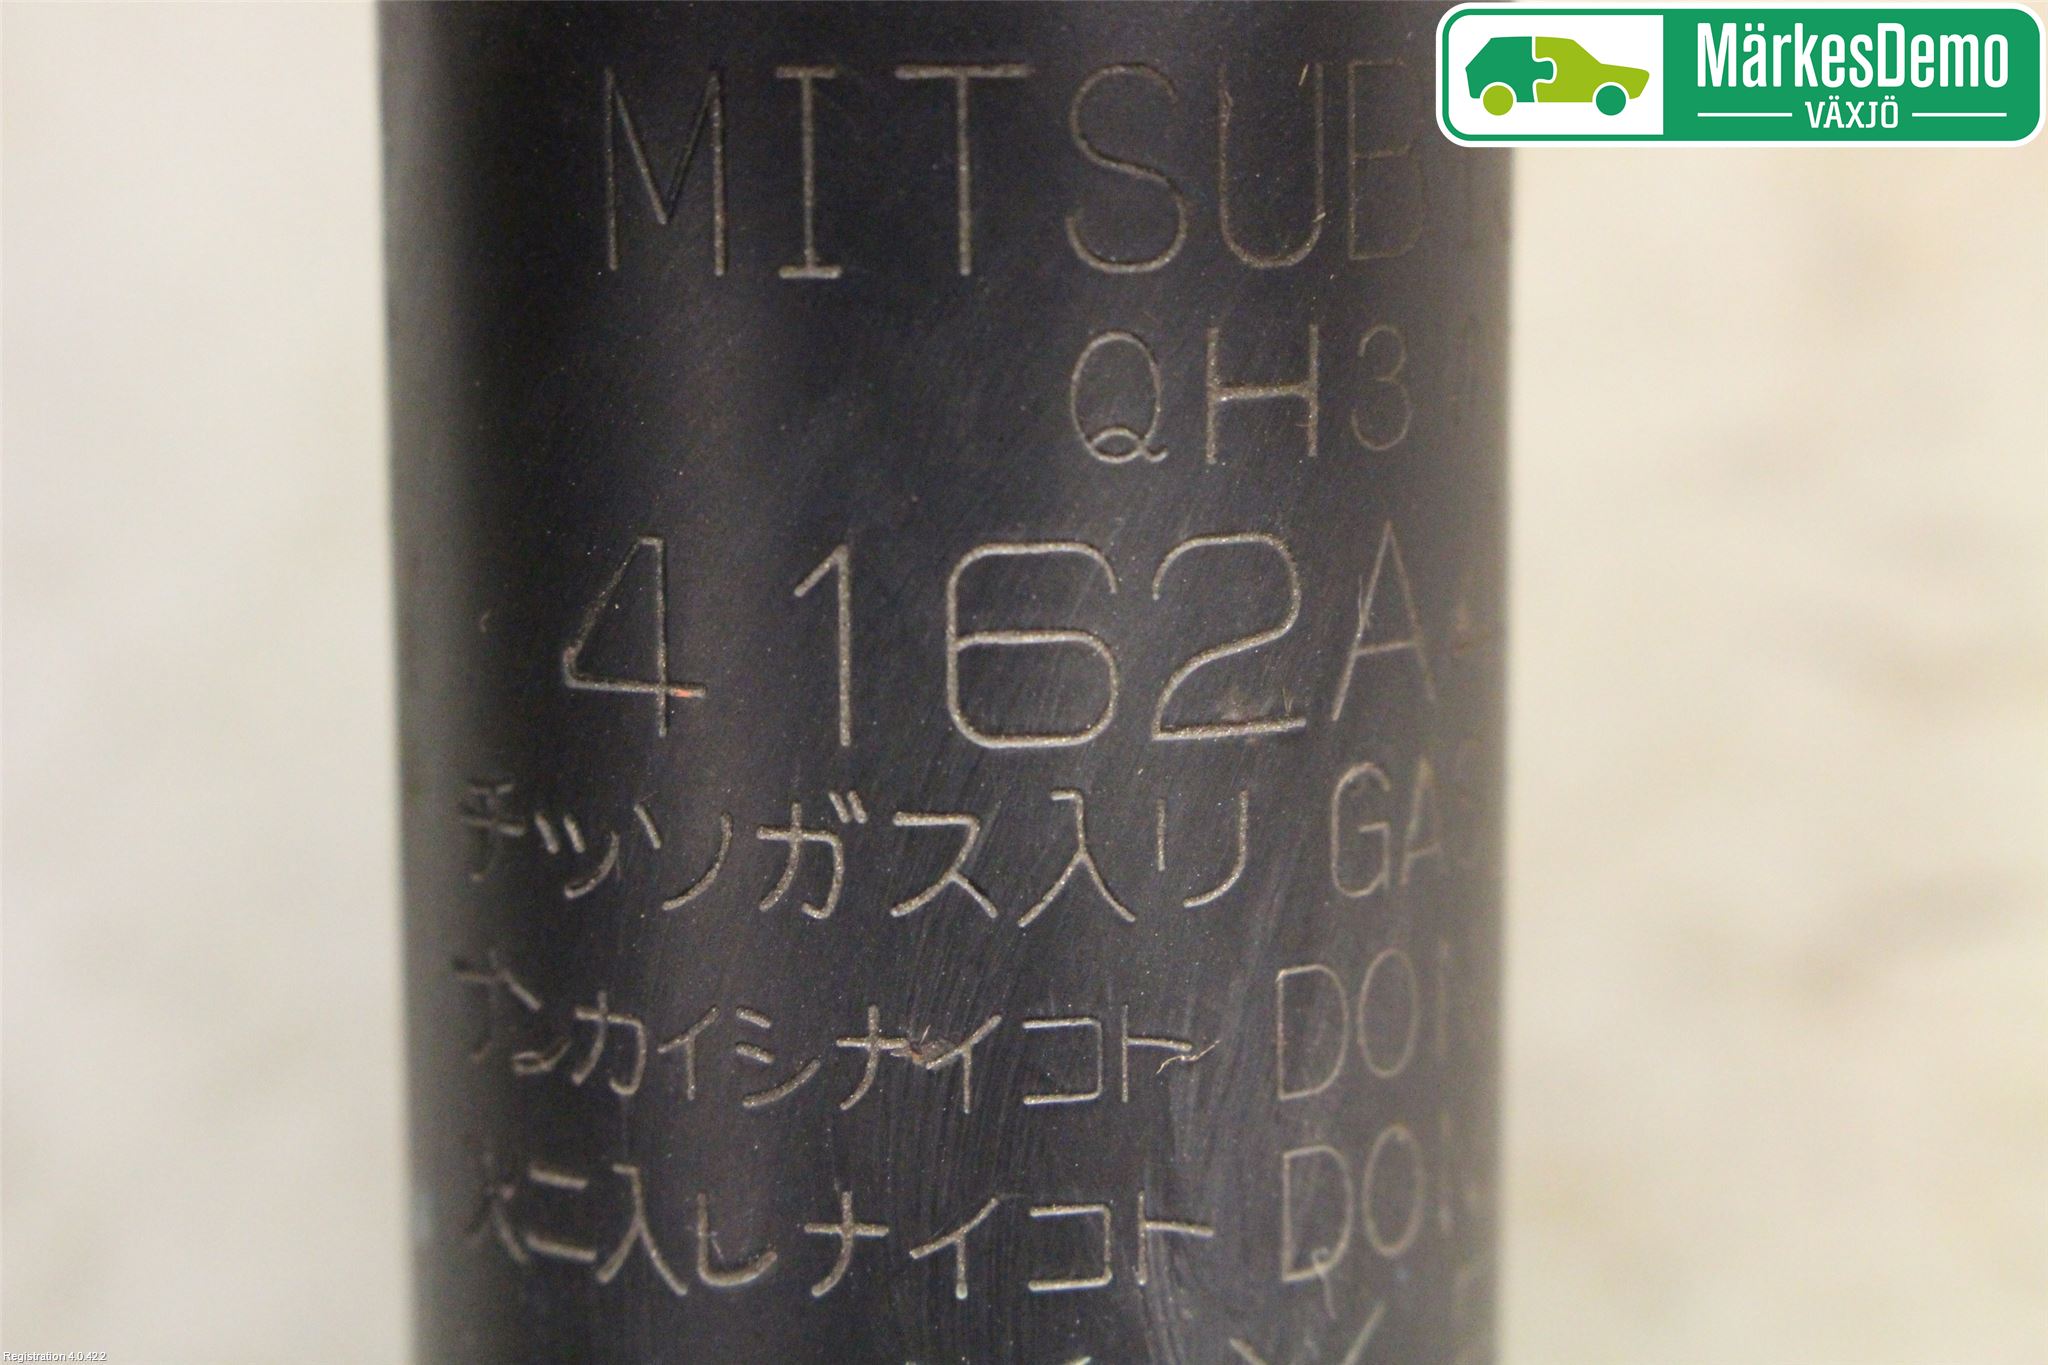 MärkesDemo
VÄXJÖ
MITSUB
QH3
4162A
チッソガス入リ GA
ブンカイシナイコト DO
火ニ入レナイコト DO
Registration 4.0.42.2